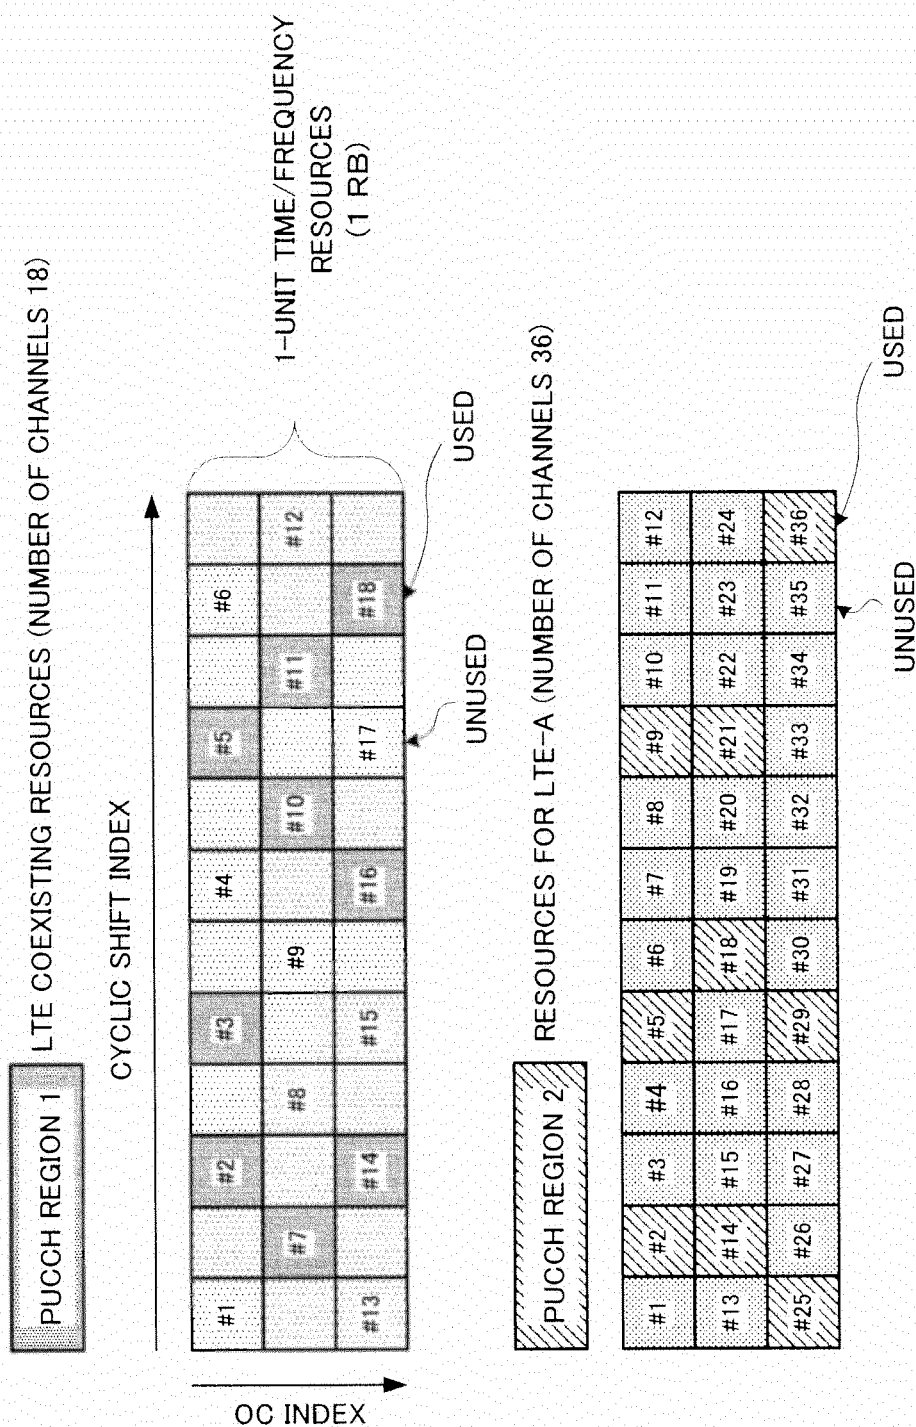 PUCCH REGION 1
LTE COEXISTING RESOURCES (NUMBER OF CHANNELS 18)
CYCLIC SHIFT INDEX
OC INDEX
#1 #2 #3 #4 #5 #6
#7 #8 #9 #10 #11 #12
#13 #14 #15 #16 #17 #18
1-UNIT TIME/FREQUENCY
RESOURCES
(1 RB)
UNUSED
USED
PUCCH REGION 2
RESOURCES FOR LTE-A (NUMBER OF CHANNELS 36)
#1 #2 #3 #4 #5 #6 #7 #8 #9 #10 #11 #12
#13 #14 #15 #16 #17 #18 #19 #20 #21 #22 #23 #24
#25 #26 #27 #28 #29 #30 #31 #32 #33 #34 #35 #36
UNUSED
USED